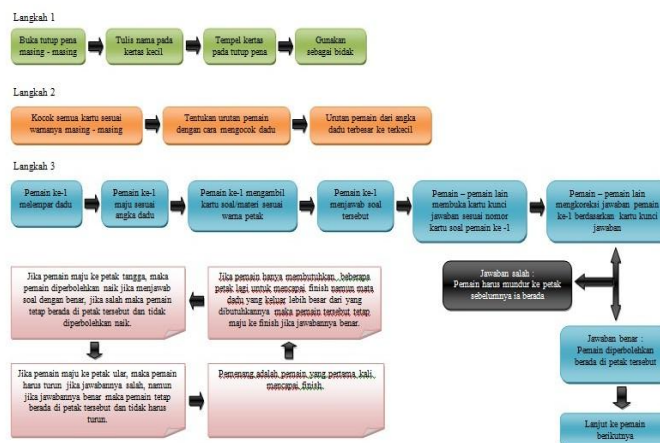 Langkah 1
Buka tutup pena
masing - masing
Tulis nama pada
kertas kecil
Tempel kertas
pada tutup pena
Gunakan
sebagai bidak
Langkah 2
Kocok semua kartu sesuai
warnanya masing - masing
Tentukan urutan pemain
dengan cara mengocok dadu
Urutan pemain dari angka
dadu terbesar ke terkecil
Langkah 3
Pemain ke-1
melempar dadu
Pemain ke-1
maju sesuai
angka dadu
Pemain ke-1 mengambil
kartu soal/materi sesuai
warna petak
Pemain ke-1
menjawab soal
tersebut
Pemain – pemain lain
membuka kartu kunci
jawaban sesuai nomor
kartu soal pemain ke -1
Pemain – pemain lain
mengkoreksi jawaban pemain
ke-1 berdasarkan kartu kunci
jawaban
Jawaban salah :
Pemain harus mundur ke petak
sebelumnya ia berada
Jawaban benar :
Pemain diperbolehkan
berada di petak tersebut
Lanjut ke pemain
berikutnya
Jika pemain hanya membutuhkan beberapa
petak lagi untuk mencapai finish namun mata
dadu yang keluar lebih besar dari yang
dibutuhkannya maka pemain tersebut tetap
maju ke finish jika jawabannya benar.
Jika pemain maju ke petak tangga, maka
pemain diperbolehkan naik jika menjawab
soal dengan benar, jika salah maka pemain
tetap berada di petak tersebut dan tidak
diperbolehkan naik.
Jika pemain maju ke petak ular, maka pemain
harus turun jika jawabannya salah, namun
jika jawabannya benar maka pemain tetap
berada di petak tersebut dan tidak harus
turun.
Pemenang adalah pemain yang pertama kali
mencapai finish.